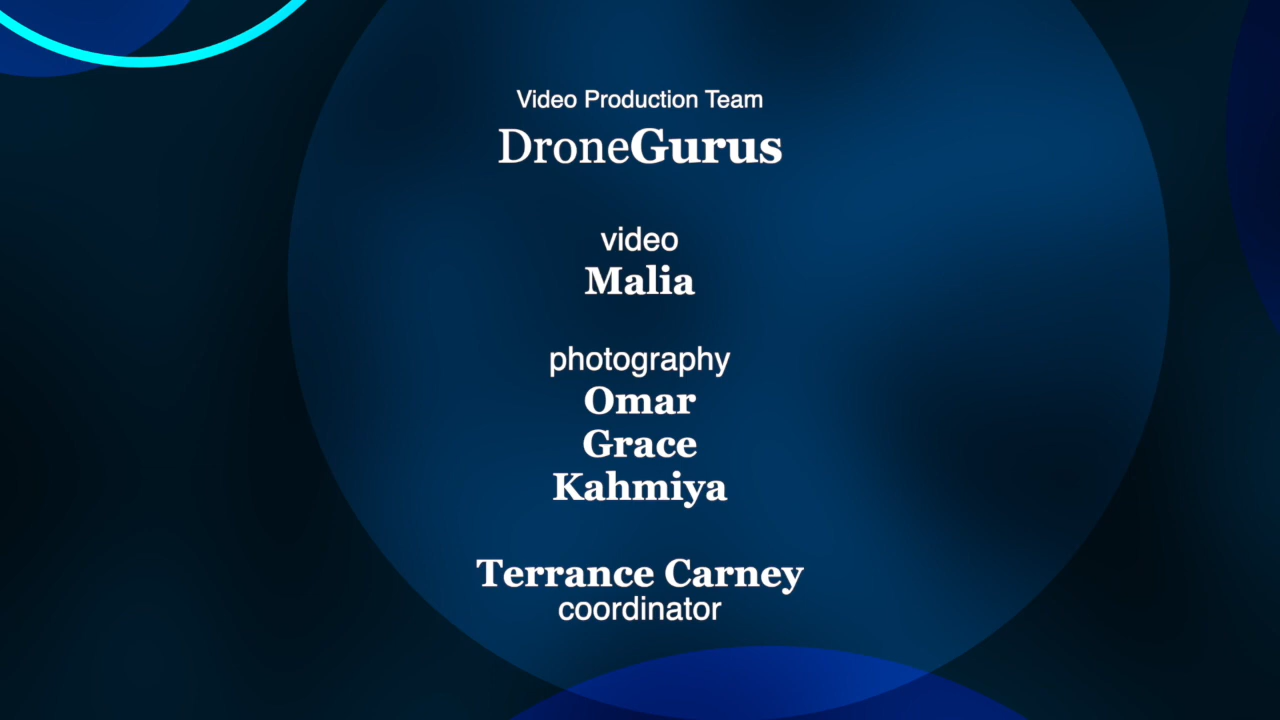 Video Production Team
DroneGurus
video
Malia
photography
Omar
Grace
Kahmiya
Terrance Carney
coordinator